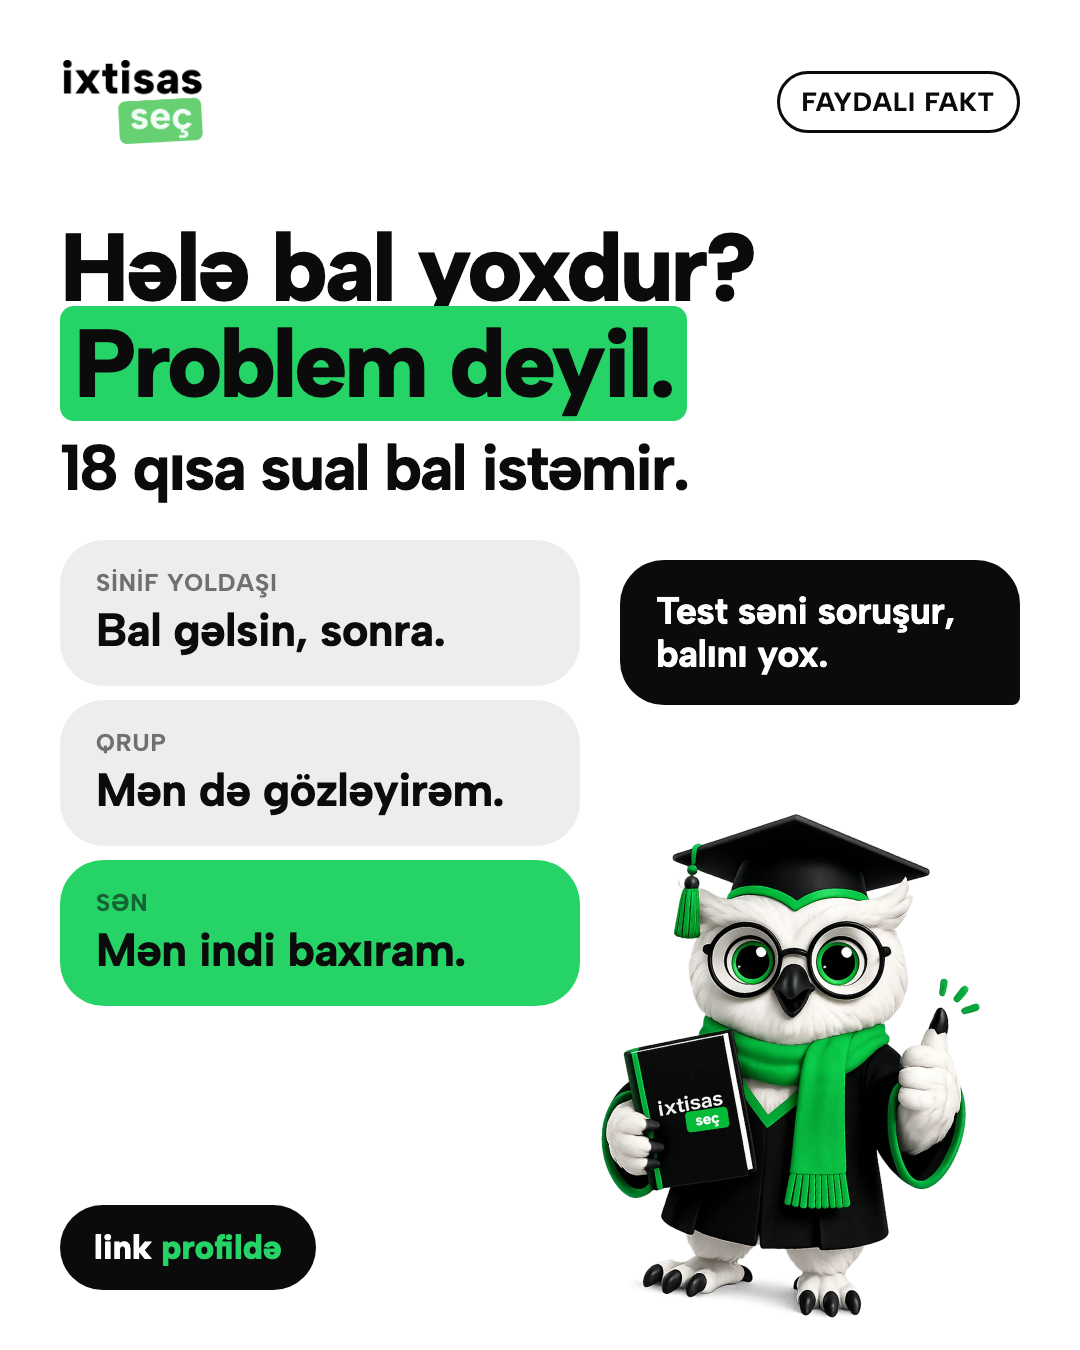 ixtisas
seç
FAYDALI FAKT
Hələ bal yoxdur?
Problem deyil.
18 qısa sual bal istəmir.
SİNİF YOLDAŞI
Bal gəlsin, sonra.
Test səni soruşur,
balını yox.
QRUP
Mən də gözləyirəm.
SƏN
Mən indi baxıram.
ixtisas
seç
link profildə